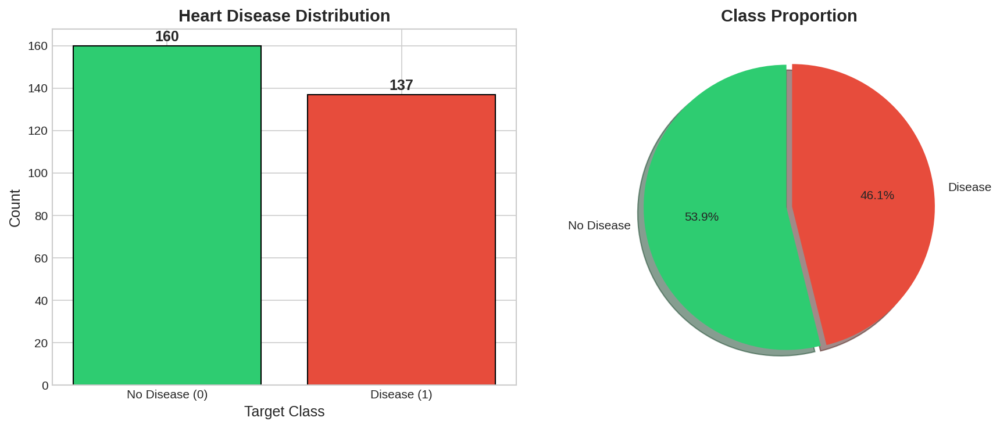 Heart Disease Distribution
160
137
160
140
120
100
80
60
40
20
0
Count
No Disease (0)
Disease (1)
Target Class
Class Proportion
Disease
46.1%
53.9%
No Disease